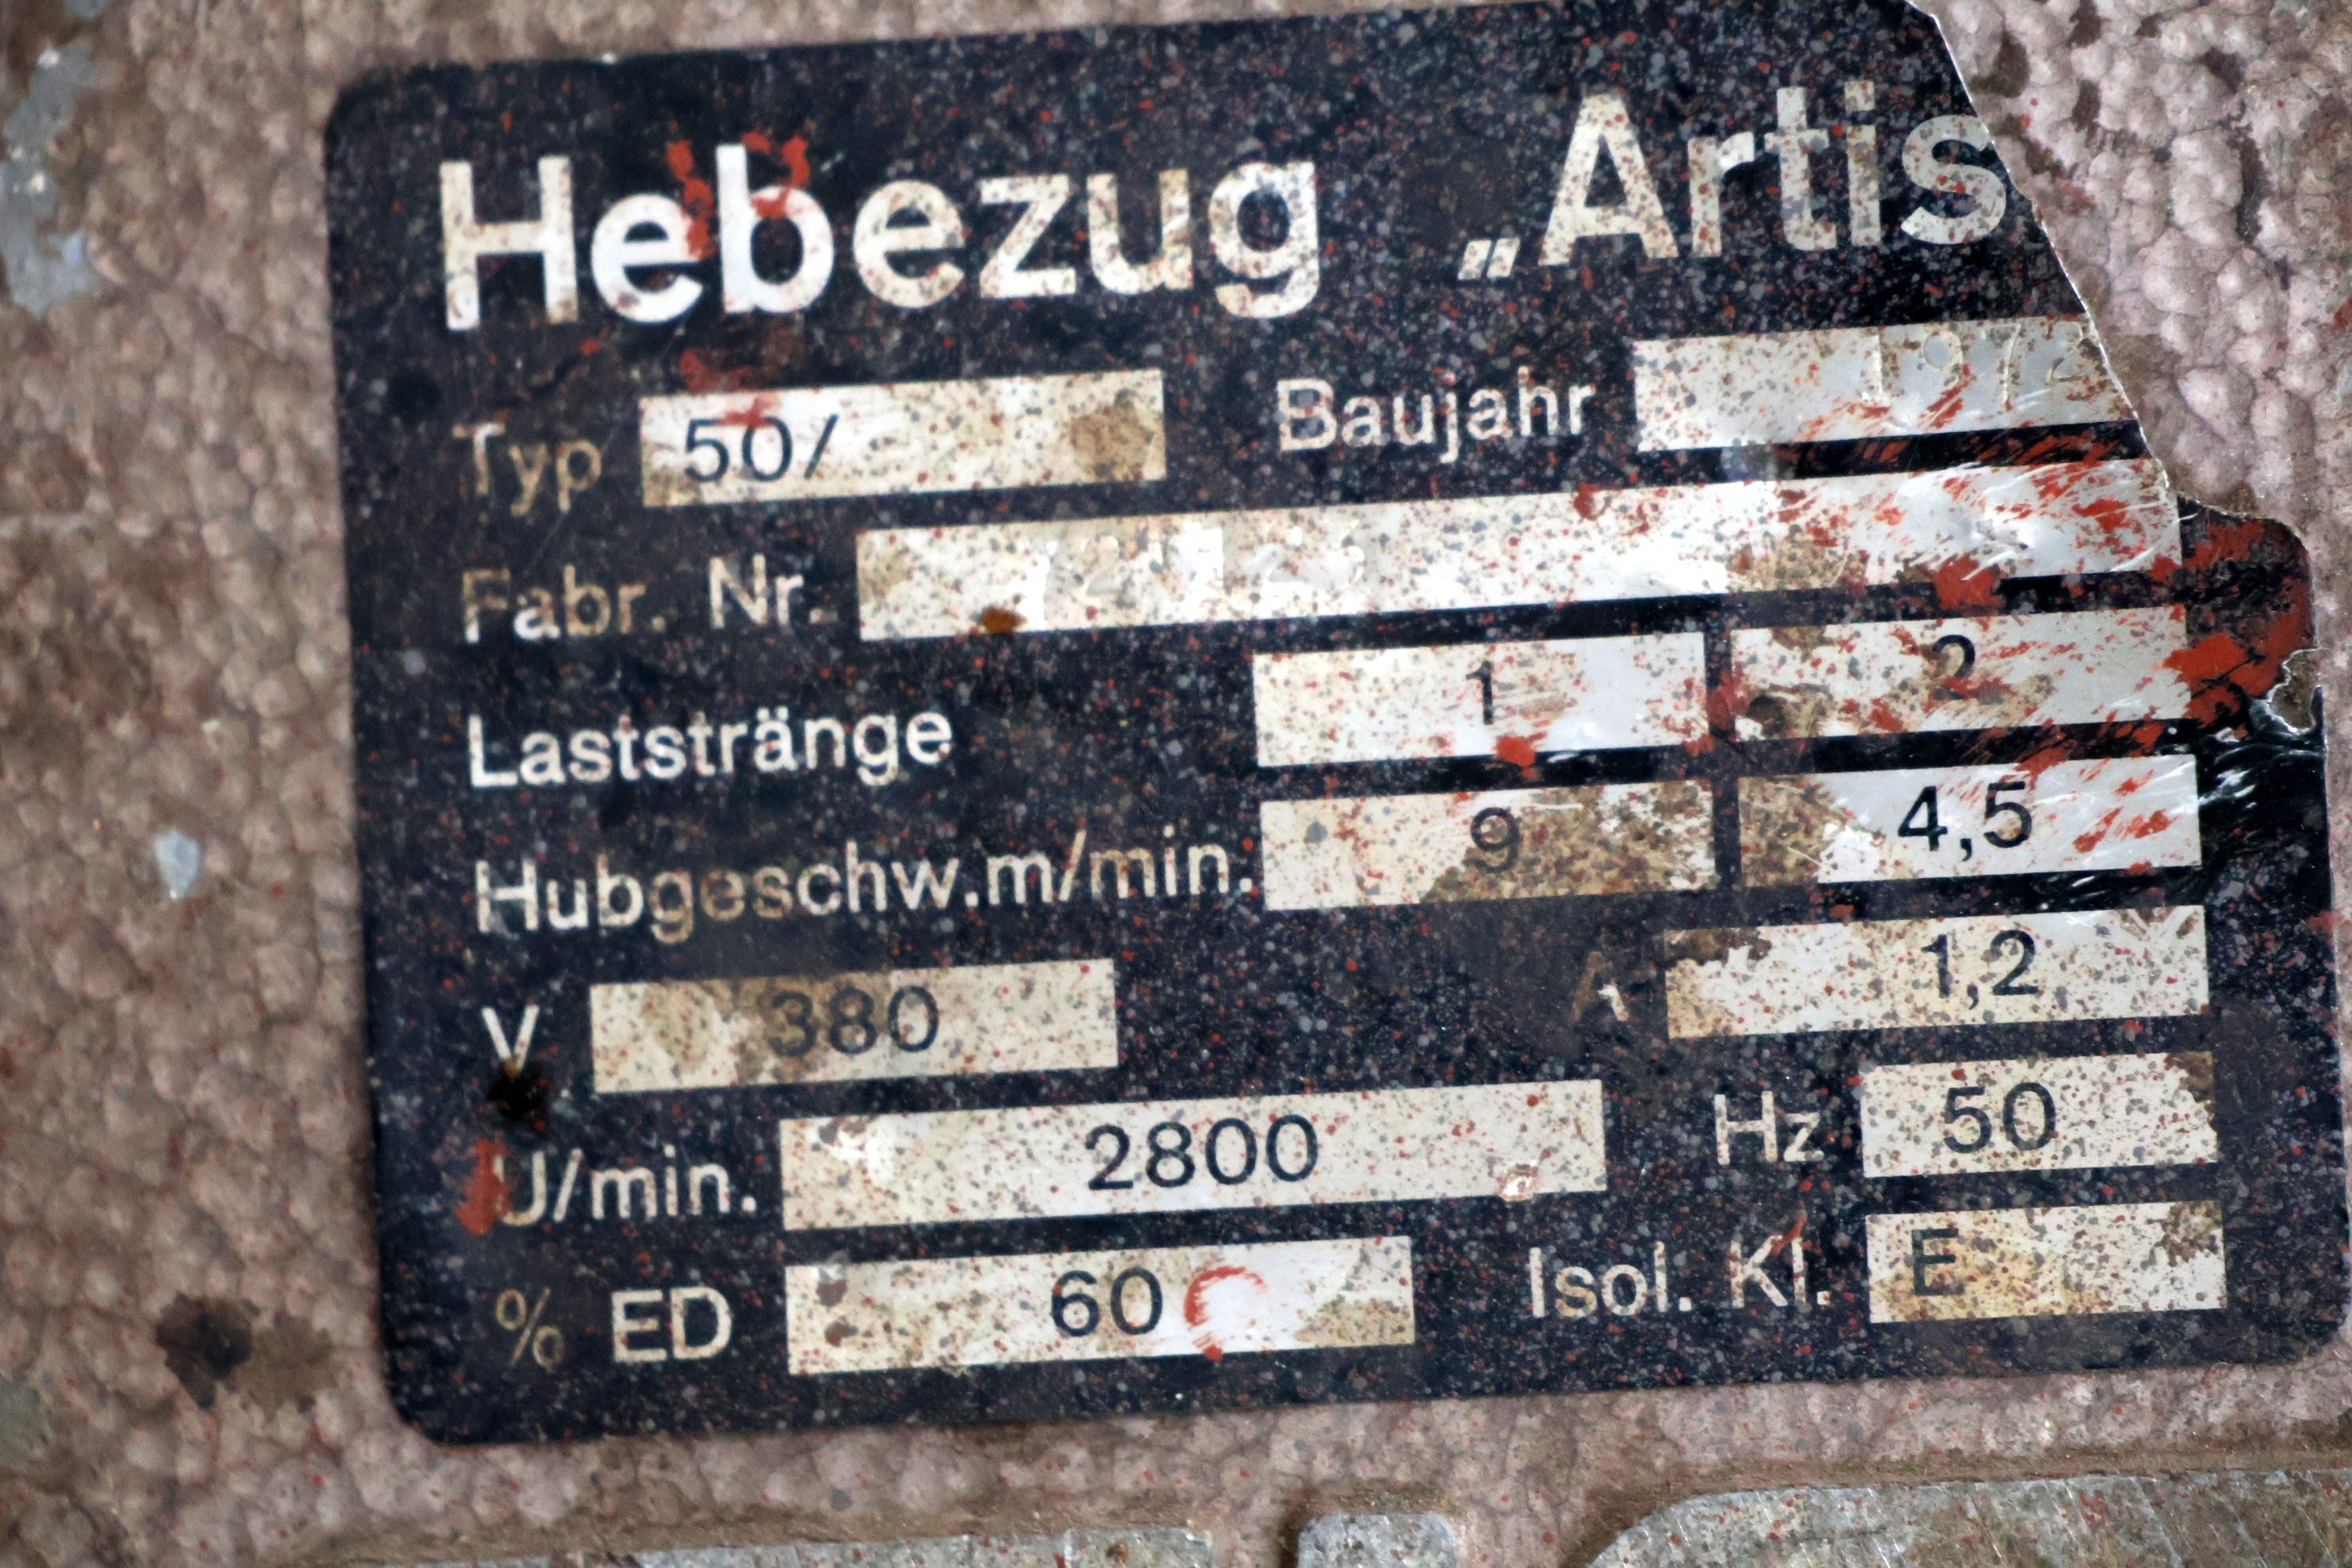 Hebezug „Artis
Typ 50/ Baujahr 1972
Fabr. Nr.
Laststränge 1 2
Hubgeschw.m/min. 9 4,5
V 380 A 1,2
U/min. 2800 Hz 50
% ED 60 Isol. Kl. E